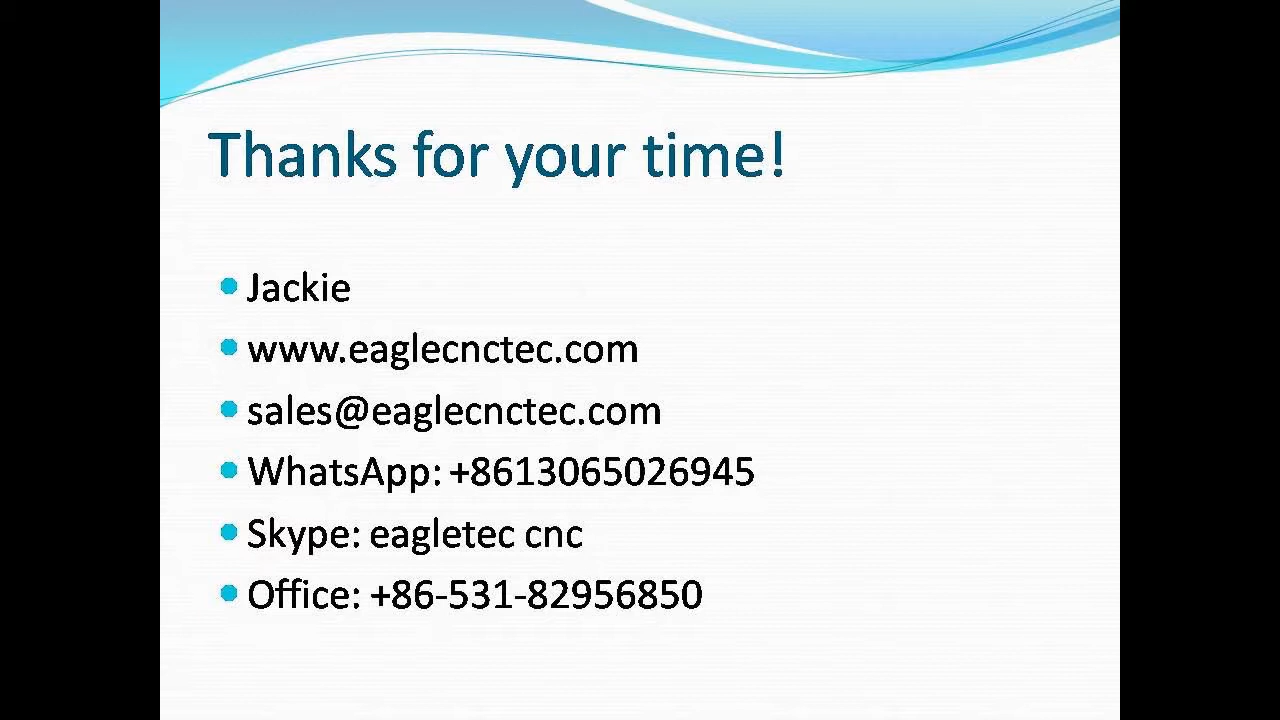 Thanks for your time!
Jackie
www.eaglecnctec.com
sales@eaglecnctec.com
WhatsApp: +8613065026945
Skype: eagletec cnc
Office: +86-531-82956850